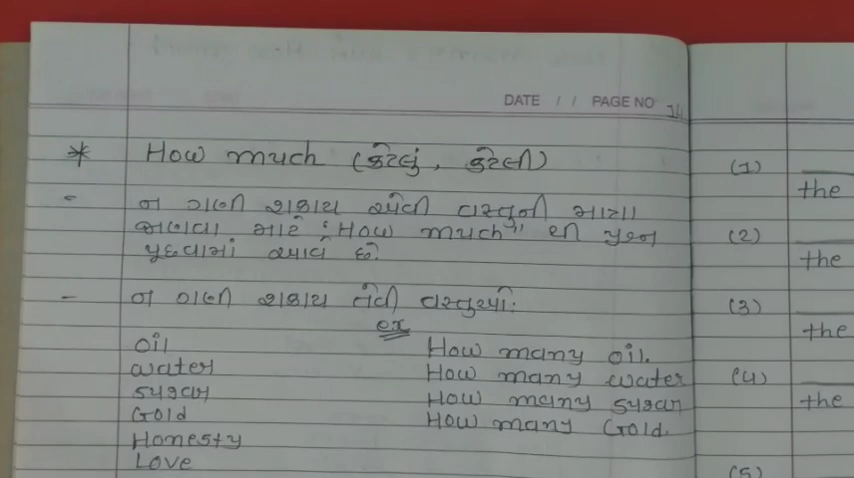 DATE / / PAGE NO 14
* How much (કેટલું, કેટલી)
- ન ગણી શકાય એવી વસ્તુની માત્રા
જાણવા માટે "How much" થી પ્રશ્ન
પુછવામાં આવે છે.
- ન ગણી શકાય તેવી વસ્તુઓ:
ex
oil How many oil.
water How many water
sugar How many sugar
Gold How many Gold.
Honesty
Love
(1)
the
(2)
the
(3)
the
(4)
the
(5)